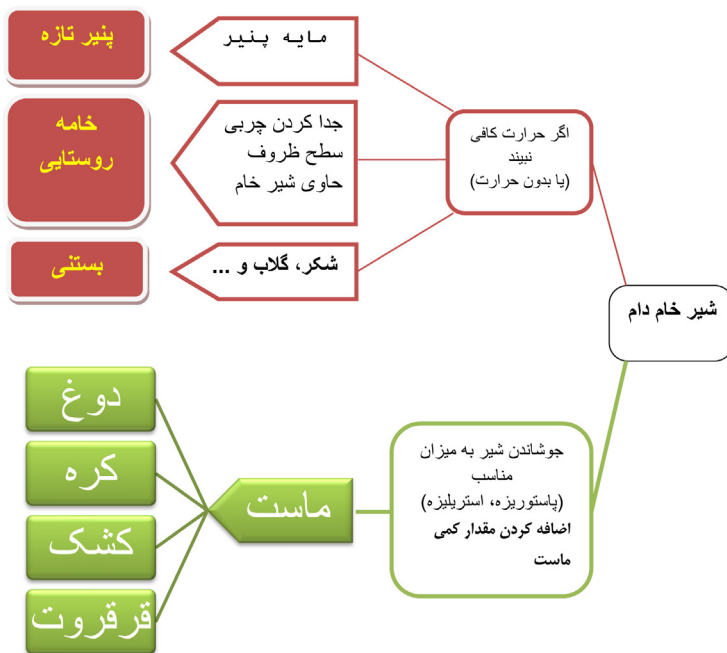 شیر خام دام
اگر حرارت کافی
نبیند
(یا بدون حرارت)
مایه پنیر
پنیر تازه
جدا کردن چربی
سطح ظروف
حاوی شیر خام
خامه
روستایی
شکر، گلاب و ...
بستنی
جوشاندن شیر به میزان
مناسب
(پاستوریزه، استریلیزه)
اضافه کردن مقدار کمی
ماست
ماست
دوغ
کره
کشک
قرقروت